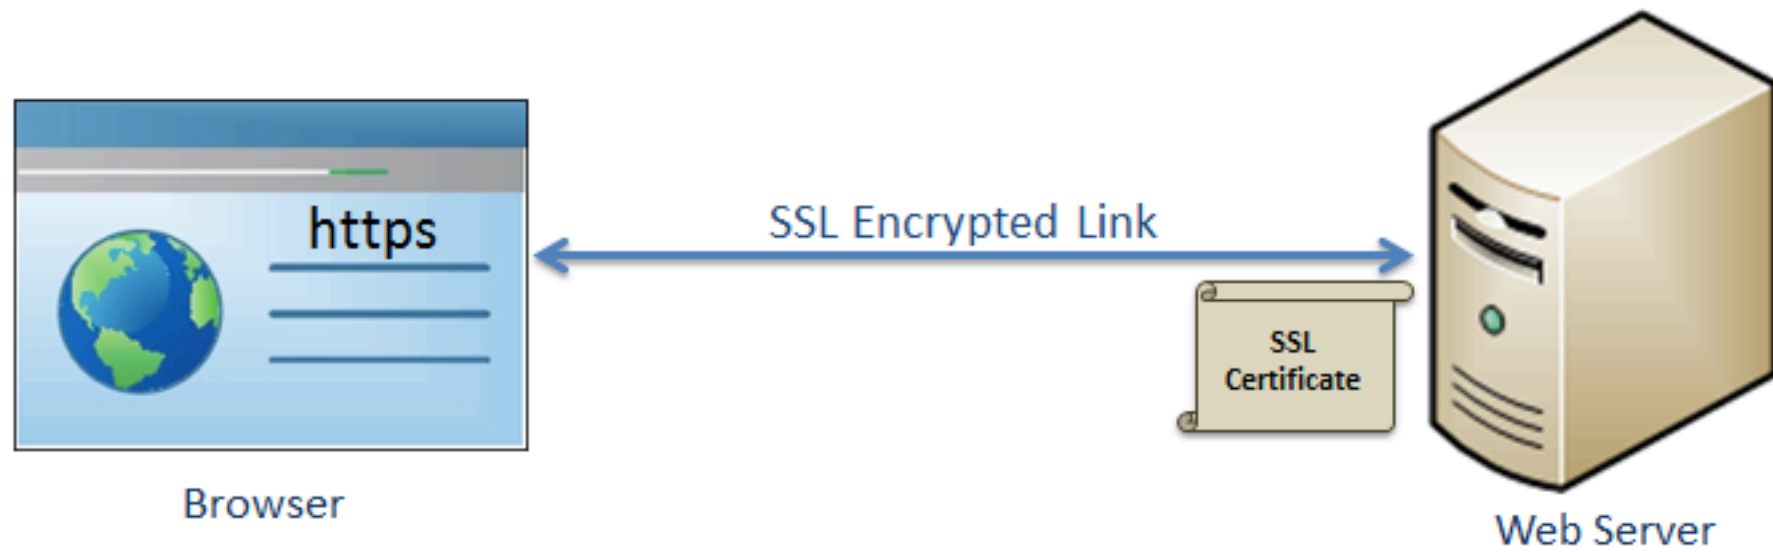 https
SSL Encrypted Link
SSL
Certificate
Browser
Web Server